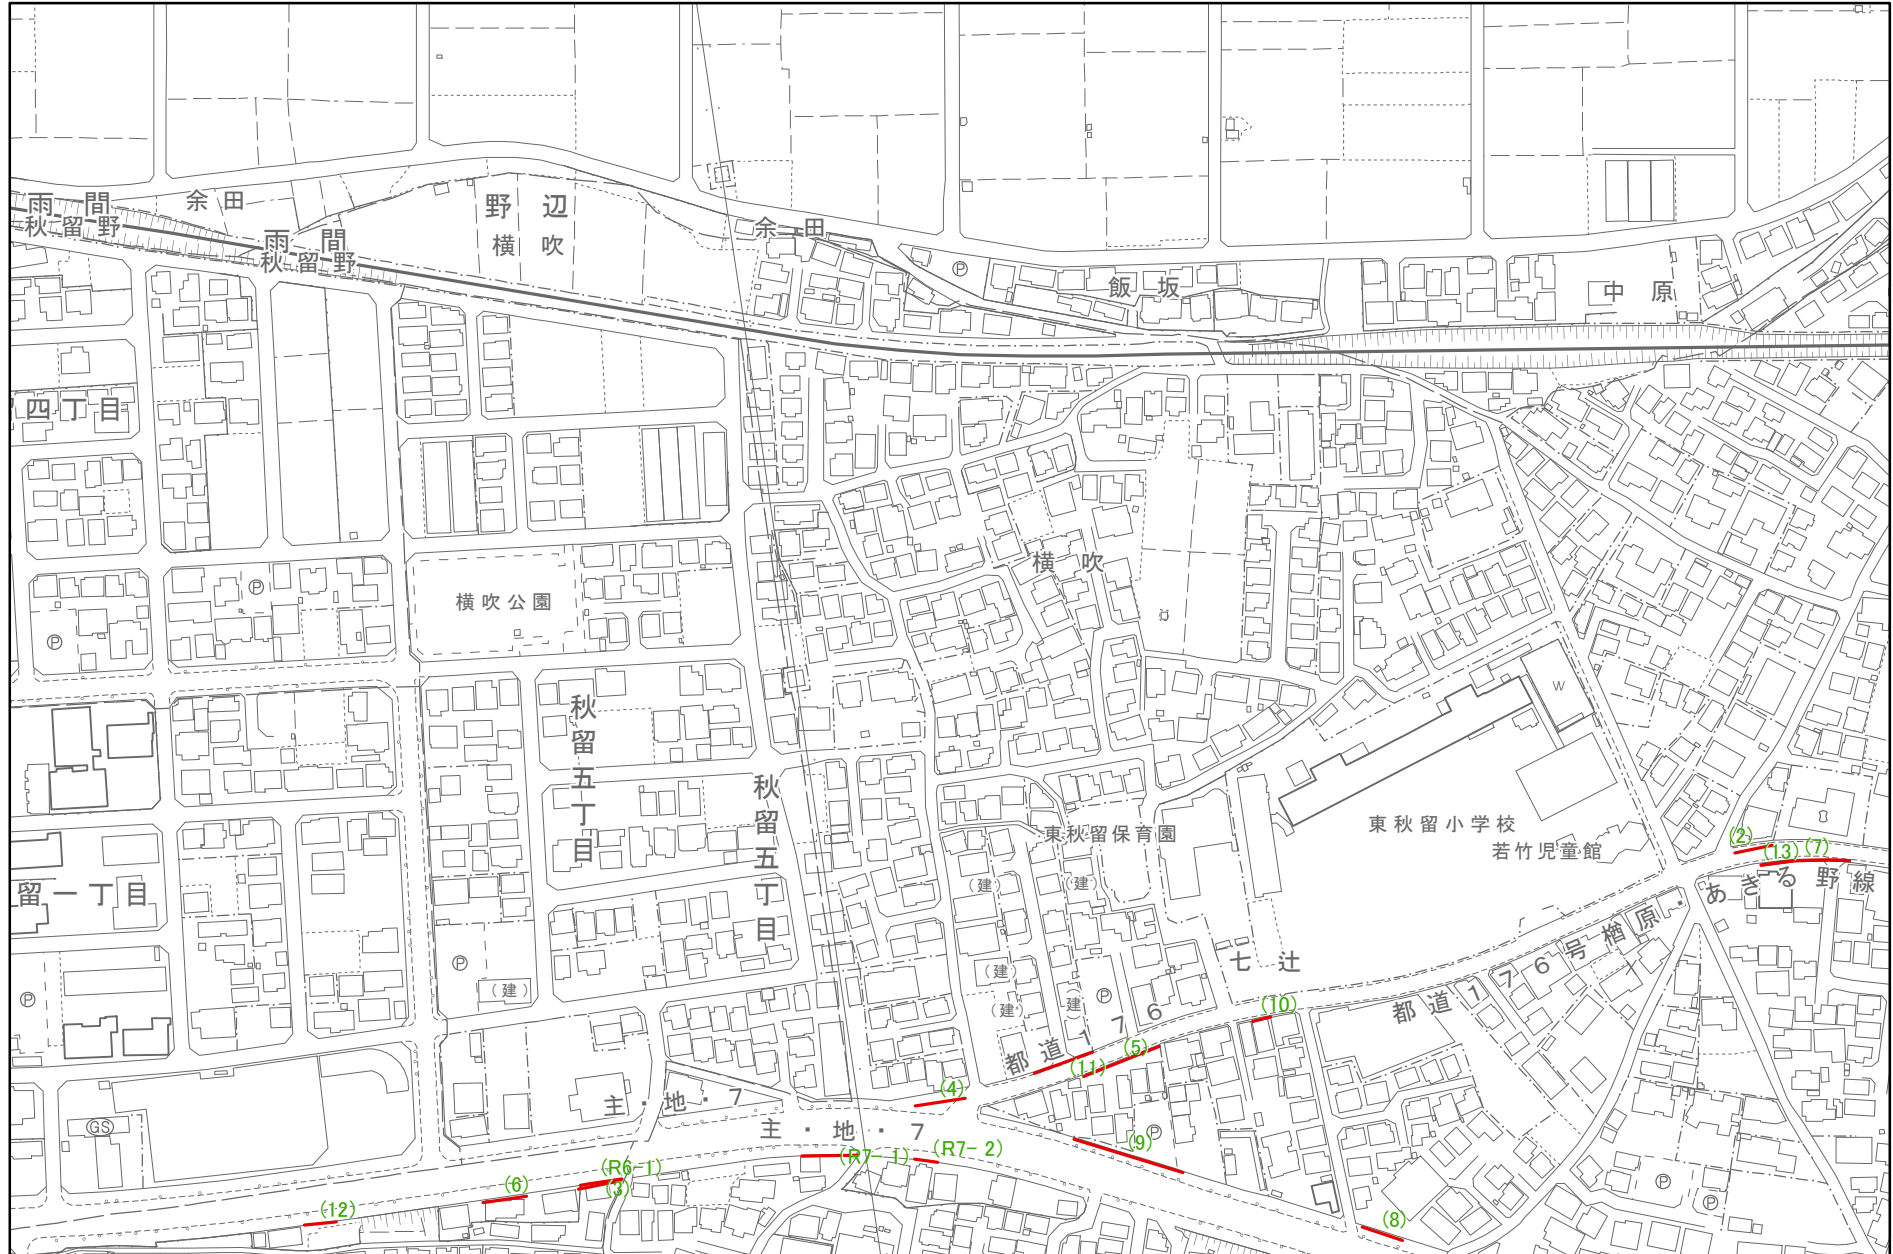 雨間
秋留野
余田
雨間
秋留野
野辺
横吹
余田
Ⓟ
飯坂
中原
四丁目
横吹
Ⓟ
横吹公園
Ⓟ
W
秋留五丁目
秋留五丁目
東秋留保育園
東秋留小学校
若竹児童館
(2)
(13)
(7)
留一丁目
(建)
(建)
あきる野線
Ⓟ
(建)
(建)
(建)
(建)
Ⓟ
Ⓟ
七辻
(10)
都道176
都道176号楢原・
(5)
(11)
(4)
主・地・7
主・地・7
GS
(9)
Ⓟ
(R7-1)
(R7-2)
(R6-1)
(3)
(6)
(12)
(8)
Ⓟ
Ⓟ